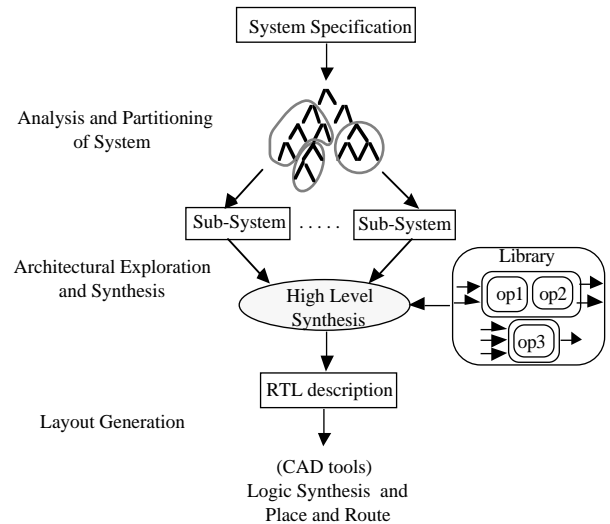 System Specification
Analysis and Partitioning
of System
Sub-System
.....
Sub-System
Architectural Exploration
and Synthesis
High Level
Synthesis
Library
op1
op2
op3
RTL description
Layout Generation
(CAD tools)
Logic Synthesis and
Place and Route